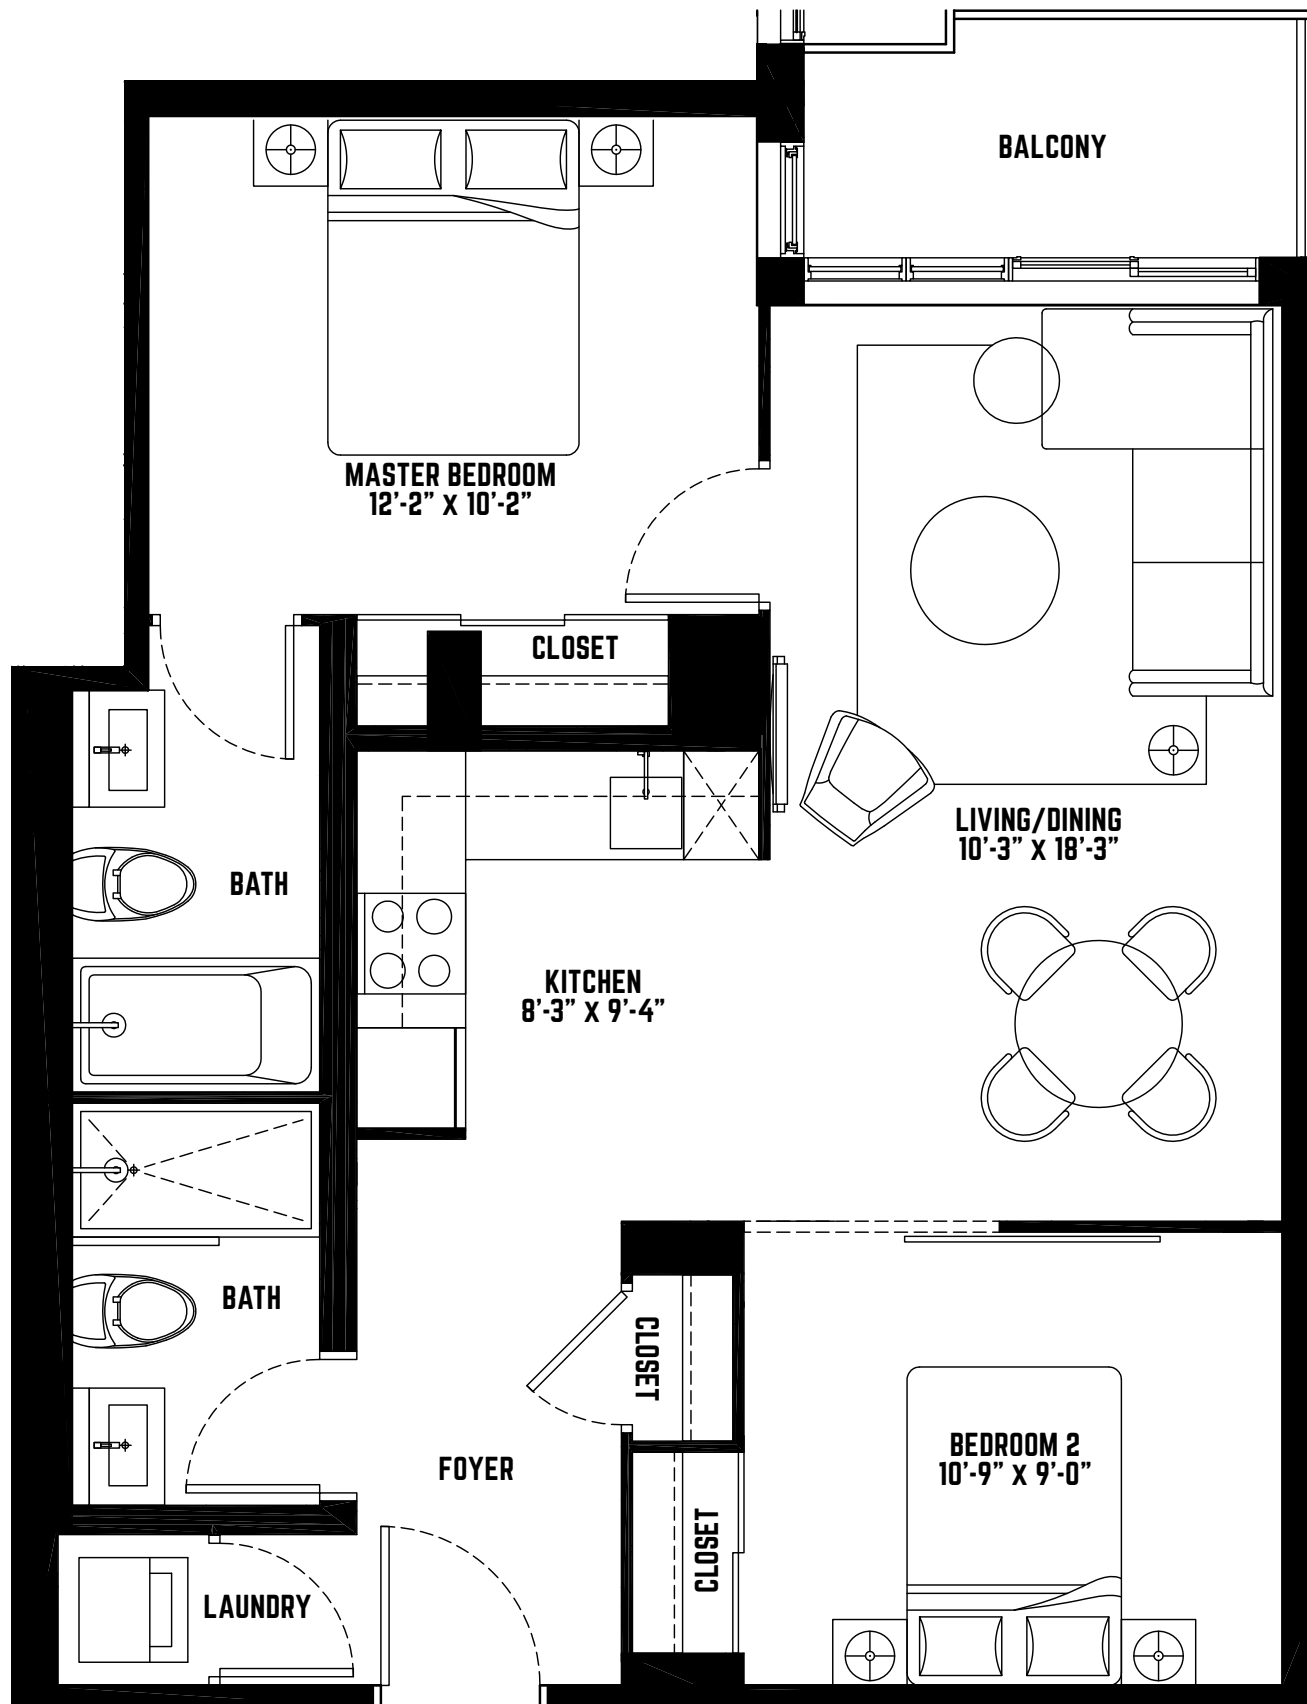 BALCONY
MASTER BEDROOM
12'-2" X 10'-2"
CLOSET
LIVING/DINING
10'-3" X 18'-3"
BATH
KITCHEN
8'-3" X 9'-4"
BATH
CLOSET
BEDROOM 2
10'-9" X 9'-0"
FOYER
CLOSET
LAUNDRY